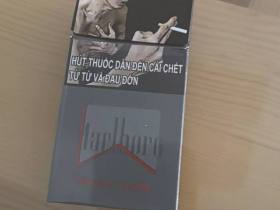 HÚT THUỐC DẪN ĐẾN CÁI CHẾT
TỪ TỪ VÀ ĐAU ĐỚN
Marlboro